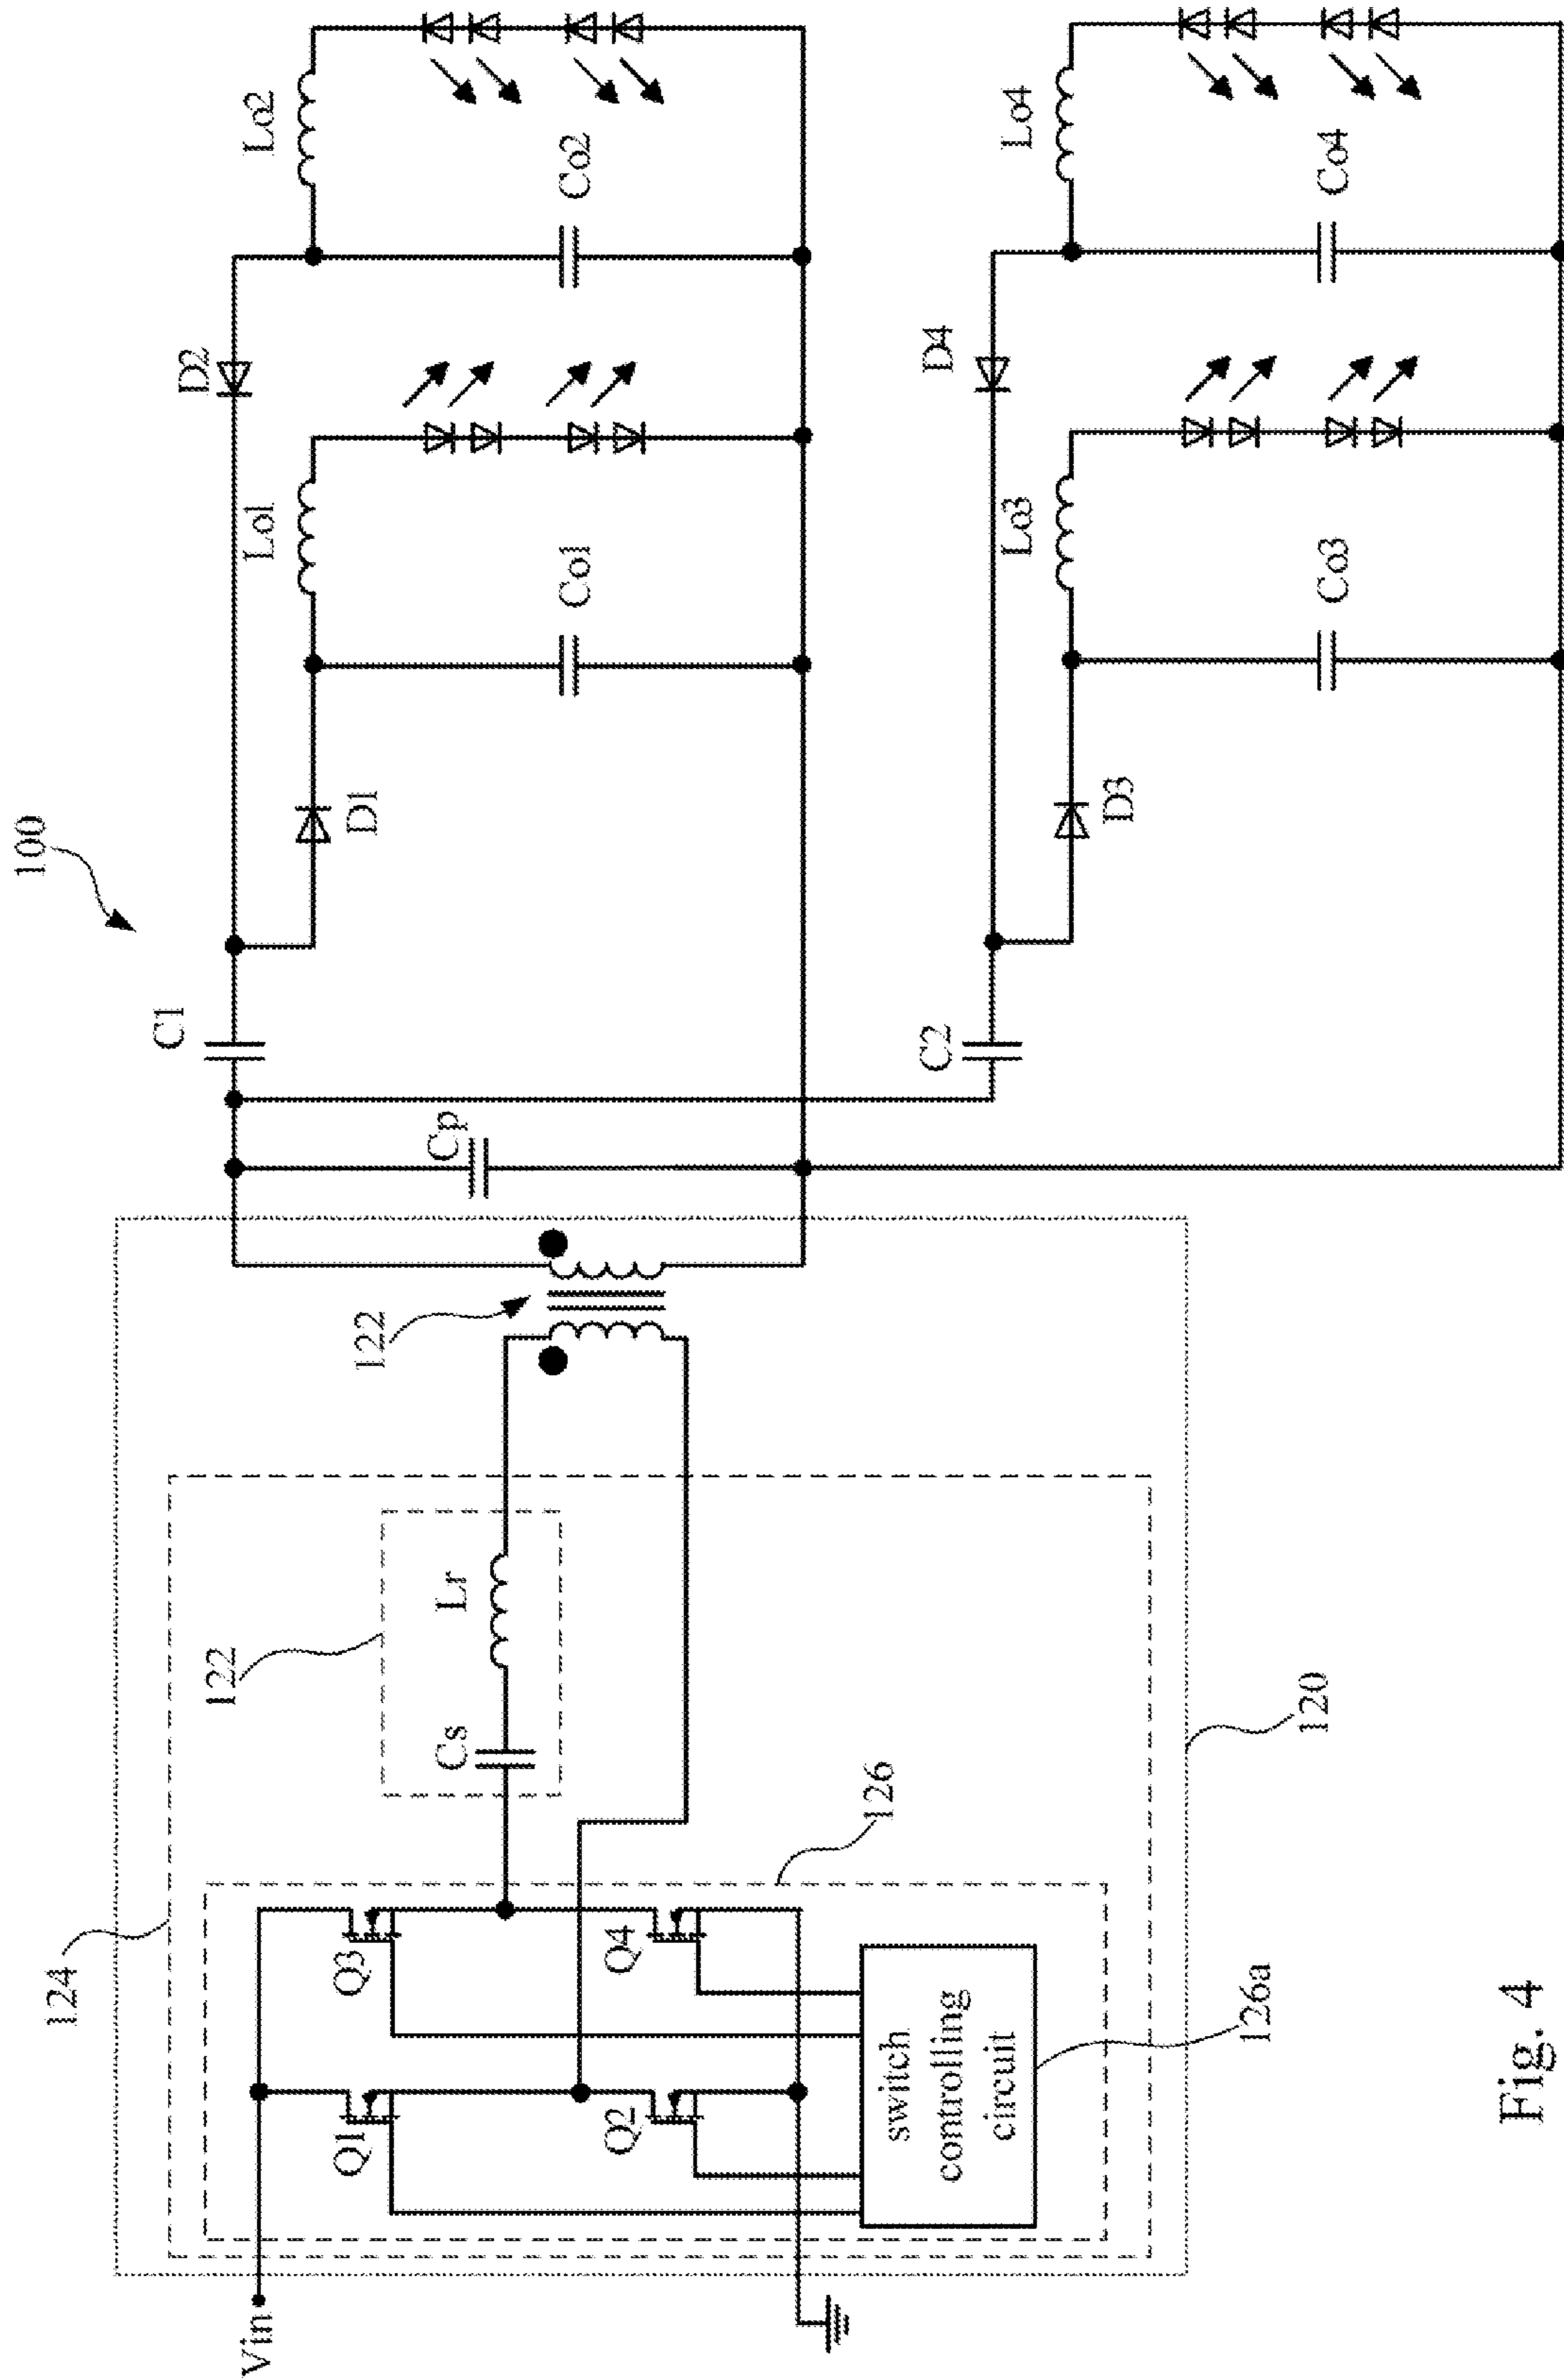 100
C1
D2
Lo2
D1
Lo1
Co1
Co2
Cp
C2
D4
Lo4
D3
Lo3
Co3
Co4
124
122
122
Vin
Q1
Q3
Cs
Lr
Q2
Q4
126
switch
controlling
circuit
126a
120
Fig. 4